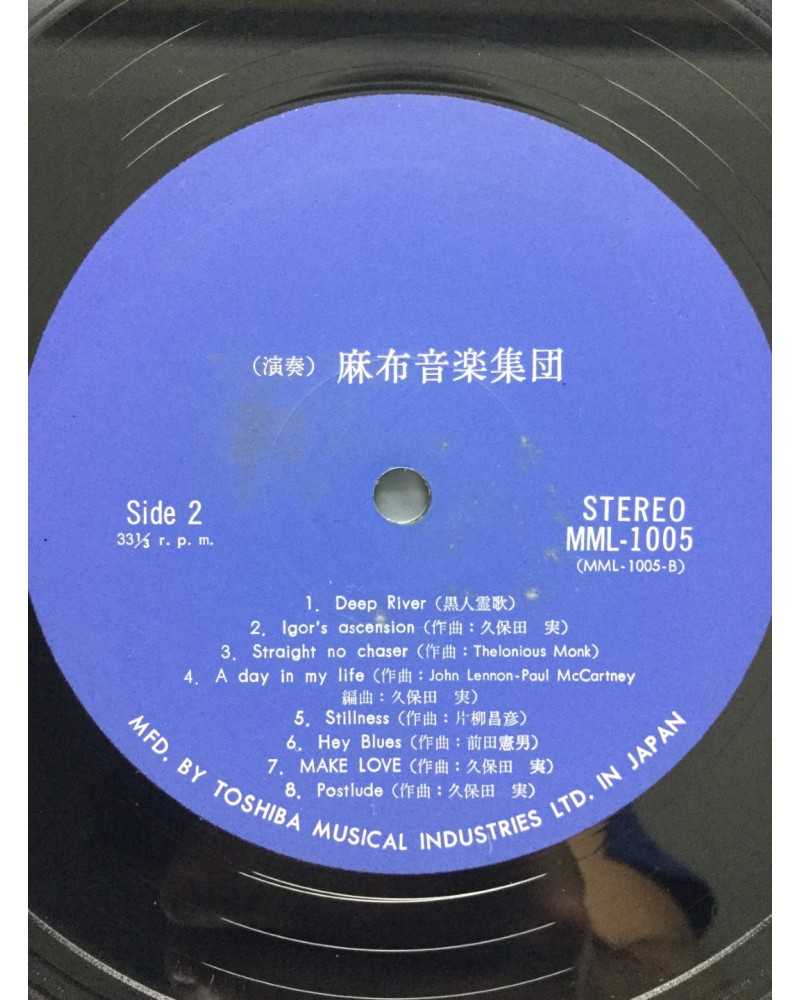 （演奏）麻布音楽集団
Side 2
33⅓ r. p. m.
STEREO
MML-1005
(MML-1005-B)
1. Deep River（黒人霊歌）
2. Igor's ascension（作曲：久保田　実）
3. Straight no chaser（作曲：Thelonious Monk）
4. A day in my life（作曲：John Lennon-Paul McCartney
編曲：久保田　実）
5. Stillness（作曲：片柳昌彦）
6. Hey Blues（作曲：前田憲男）
7. MAKE LOVE（作曲：久保田　実）
8. Postlude（作曲：久保田　実）
MFD. BY TOSHIBA MUSICAL INDUSTRIES LTD. IN JAPAN